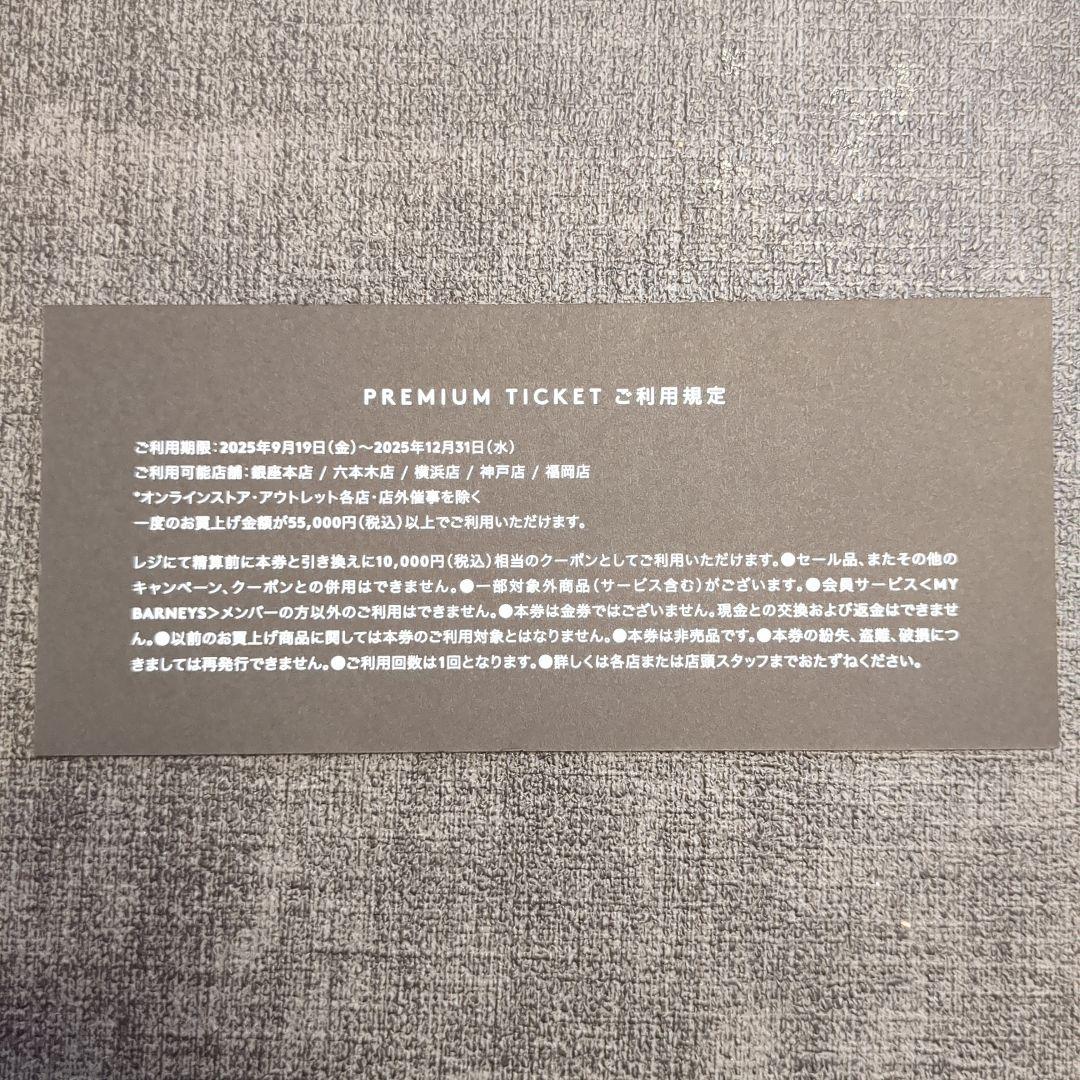 PREMIUM TICKET ご利用規定
ご利用期限：2025年9月19日（金）～2025年12月31日（水）
ご利用可能店舗：銀座本店 / 六本木店 / 横浜店 / 神戸店 / 福岡店
*オンラインストア・アウトレット各店・店外催事を除く
一度のお買上げ金額が55,000円（税込）以上でご利用いただけます。
レジにて精算前に本券と引き換えに10,000円（税込）相当のクーポンとしてご利用いただけます。●セール品、またその他の
キャンペーン、クーポンとの併用はできません。●一部対象外商品（サービス含む）がございます。●会員サービス<MY
BARNEYS>メンバーの方以外のご利用はできません。●本券は金券ではございません。現金との交換および返金はできませ
ん。●以前のお買上げ商品に関しては本券のご利用対象とはなりません。●本券は非売品です。●本券の紛失、盗難、破損につ
きましては再発行できません。●ご利用回数は1回となります。●詳しくは各店または店頭スタッフまでおたずねください。